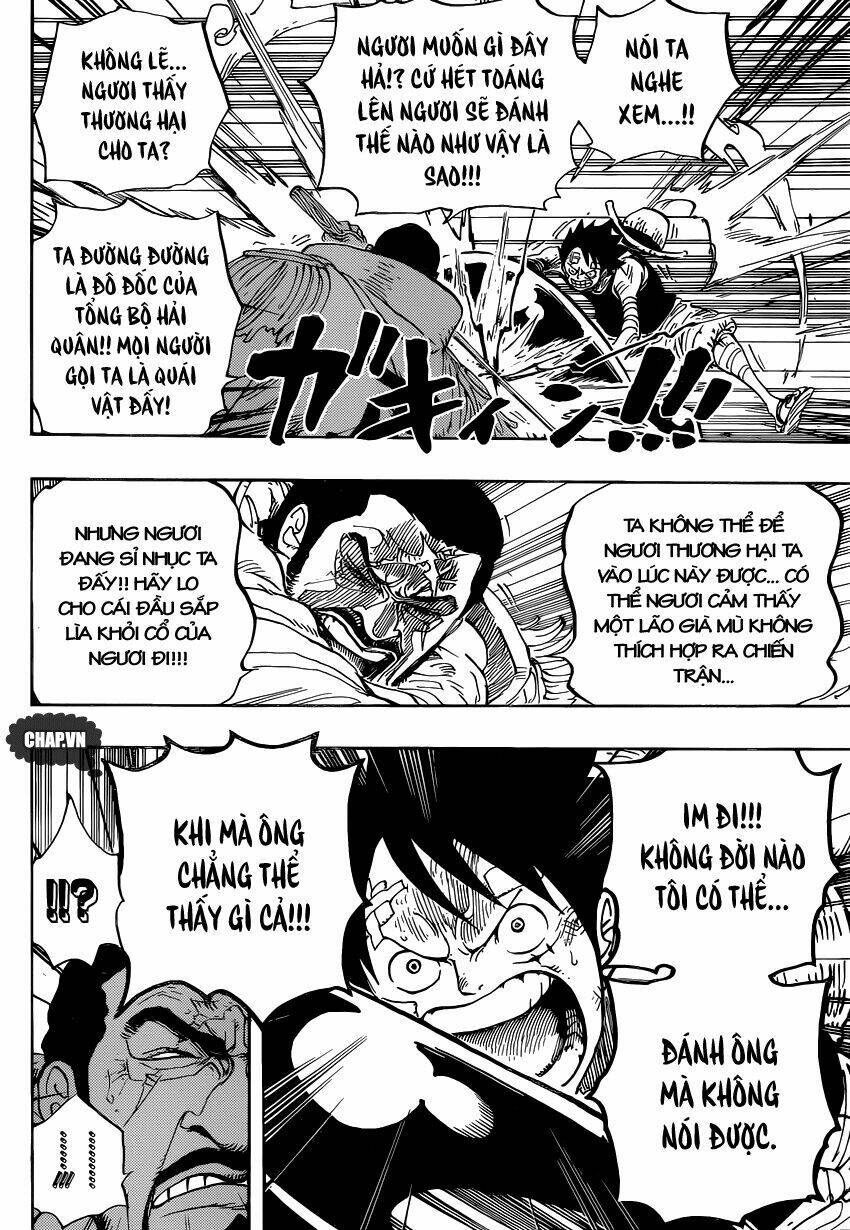 NÓI TA
NGHE
XEM...!!
NGƯƠI MUỐN GÌ ĐÂY
HẢ!? CỨ HÉT TOÁNG
LÊN NGƯƠI SẼ ĐÁNH
THẾ NÀO NHƯ VẬY LÀ
SAO!!!
KHÔNG LẼ...
NGƯƠI THẤY
THƯƠNG HẠI
CHO TA?
TA ĐƯỜNG ĐƯỜNG
LÀ ĐÔ ĐỐC CỦA
TỔNG BỘ HẢI
QUÂN!! MỌI NGƯỜI
GỌI TA LÀ QUÁI
VẬT ĐẤY!
ガキィン!!!
TA KHÔNG THỂ ĐỂ
NGƯƠI THƯƠNG HẠI TA
VÀO LÚC NÀY ĐƯỢC... CÓ
THỂ NGƯƠI CẢM THẤY
MỘT LÃO GIÀ MÙ KHÔNG
THÍCH HỢP RA CHIẾN
TRẬN...
NHƯNG NGƯƠI
ĐANG SỈ NHỤC TA
ĐẤY!! HÃY LO
CHO CÁI ĐẦU SẮP
LÌA KHỎI CỔ CỦA
NGƯƠI ĐI!!!
CHAP.VN
IM ĐI!!!
KHÔNG ĐỜI NÀO
TÔI CÓ THỂ...
ĐÁNH ÔNG
MÀ KHÔNG
NÓI ĐƯỢC.
KHI MÀ ÔNG
CHẲNG THỂ
THẤY GÌ CẢ!!!
!!?
............!!!